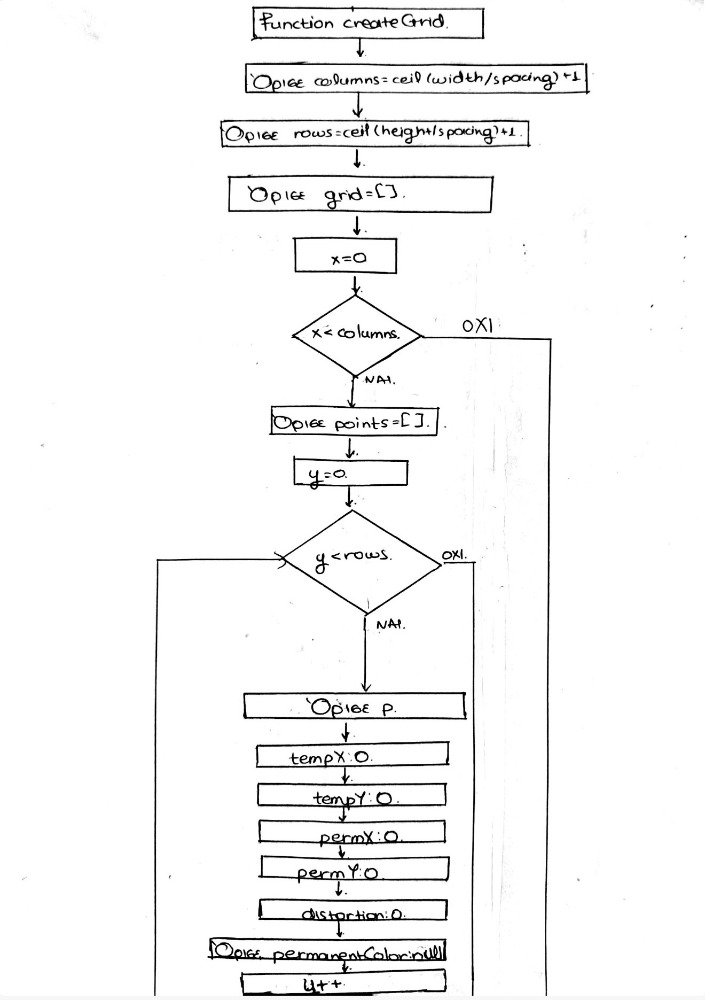 Function createGrid.
Όρισε columns=ceil(width/spacing)+1
Όρισε rows=ceil(height/spacing)+1.
Όρισε grid=[].
x=0
x<columns.
ΟΧΙ
ΝΑΙ.
Όρισε points=[].
y=0.
y<rows.
ΟΧΙ.
ΝΑΙ.
Όρισε p.
tempX:0.
tempY:0.
permX:0.
permY:0
distortion:0.
Όρισε permanentColor:null
y++